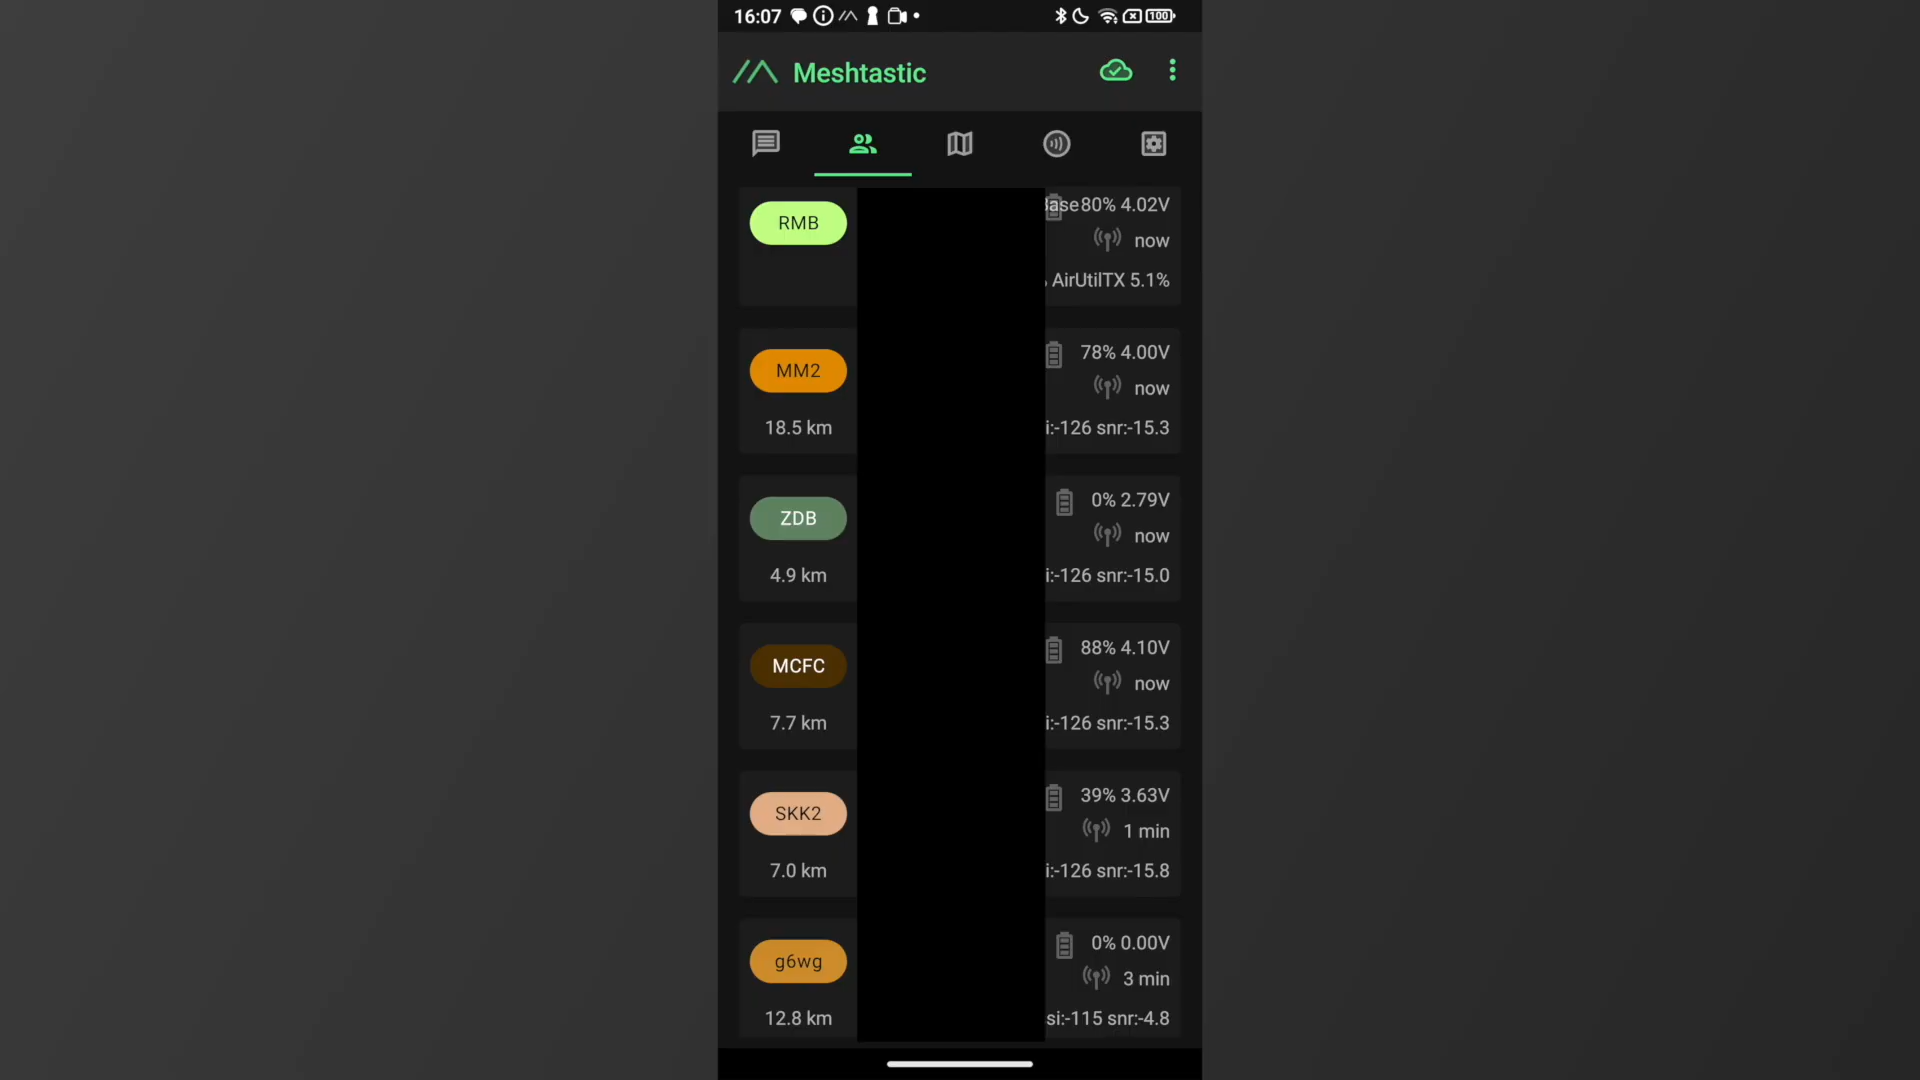 16:07
100
Meshtastic
RMB
Base 80% 4.02V
now
AirUtilTX 5.1%
MM2
78% 4.00V
now
18.5 km
i:-126 snr:-15.3
ZDB
0% 2.79V
now
4.9 km
i:-126 snr:-15.0
MCFC
88% 4.10V
now
7.7 km
i:-126 snr:-15.3
SKK2
39% 3.63V
1 min
7.0 km
i:-126 snr:-15.8
g6wg
0% 0.00V
3 min
12.8 km
si:-115 snr:-4.8